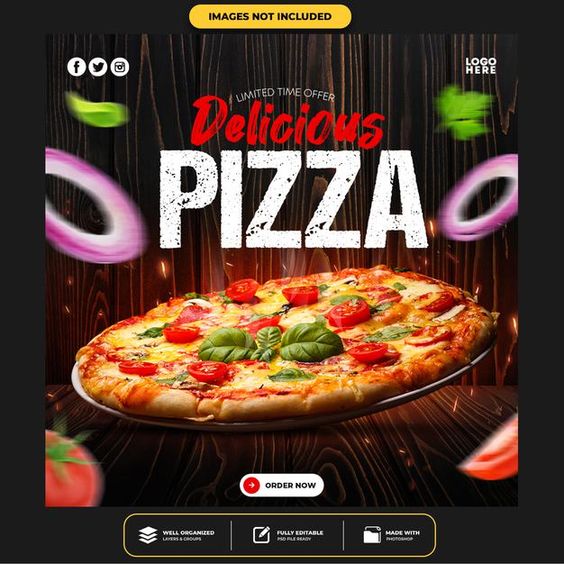 IMAGES NOT INCLUDED
LOGO
HERE
LIMITED TIME OFFER
Delicious
PIZZA
ORDER NOW
WELL ORGANIZED
LAYERS & GROUPS
FULLY EDITABLE
PSD FILE READY
MADE WITH
PHOTOSHOP